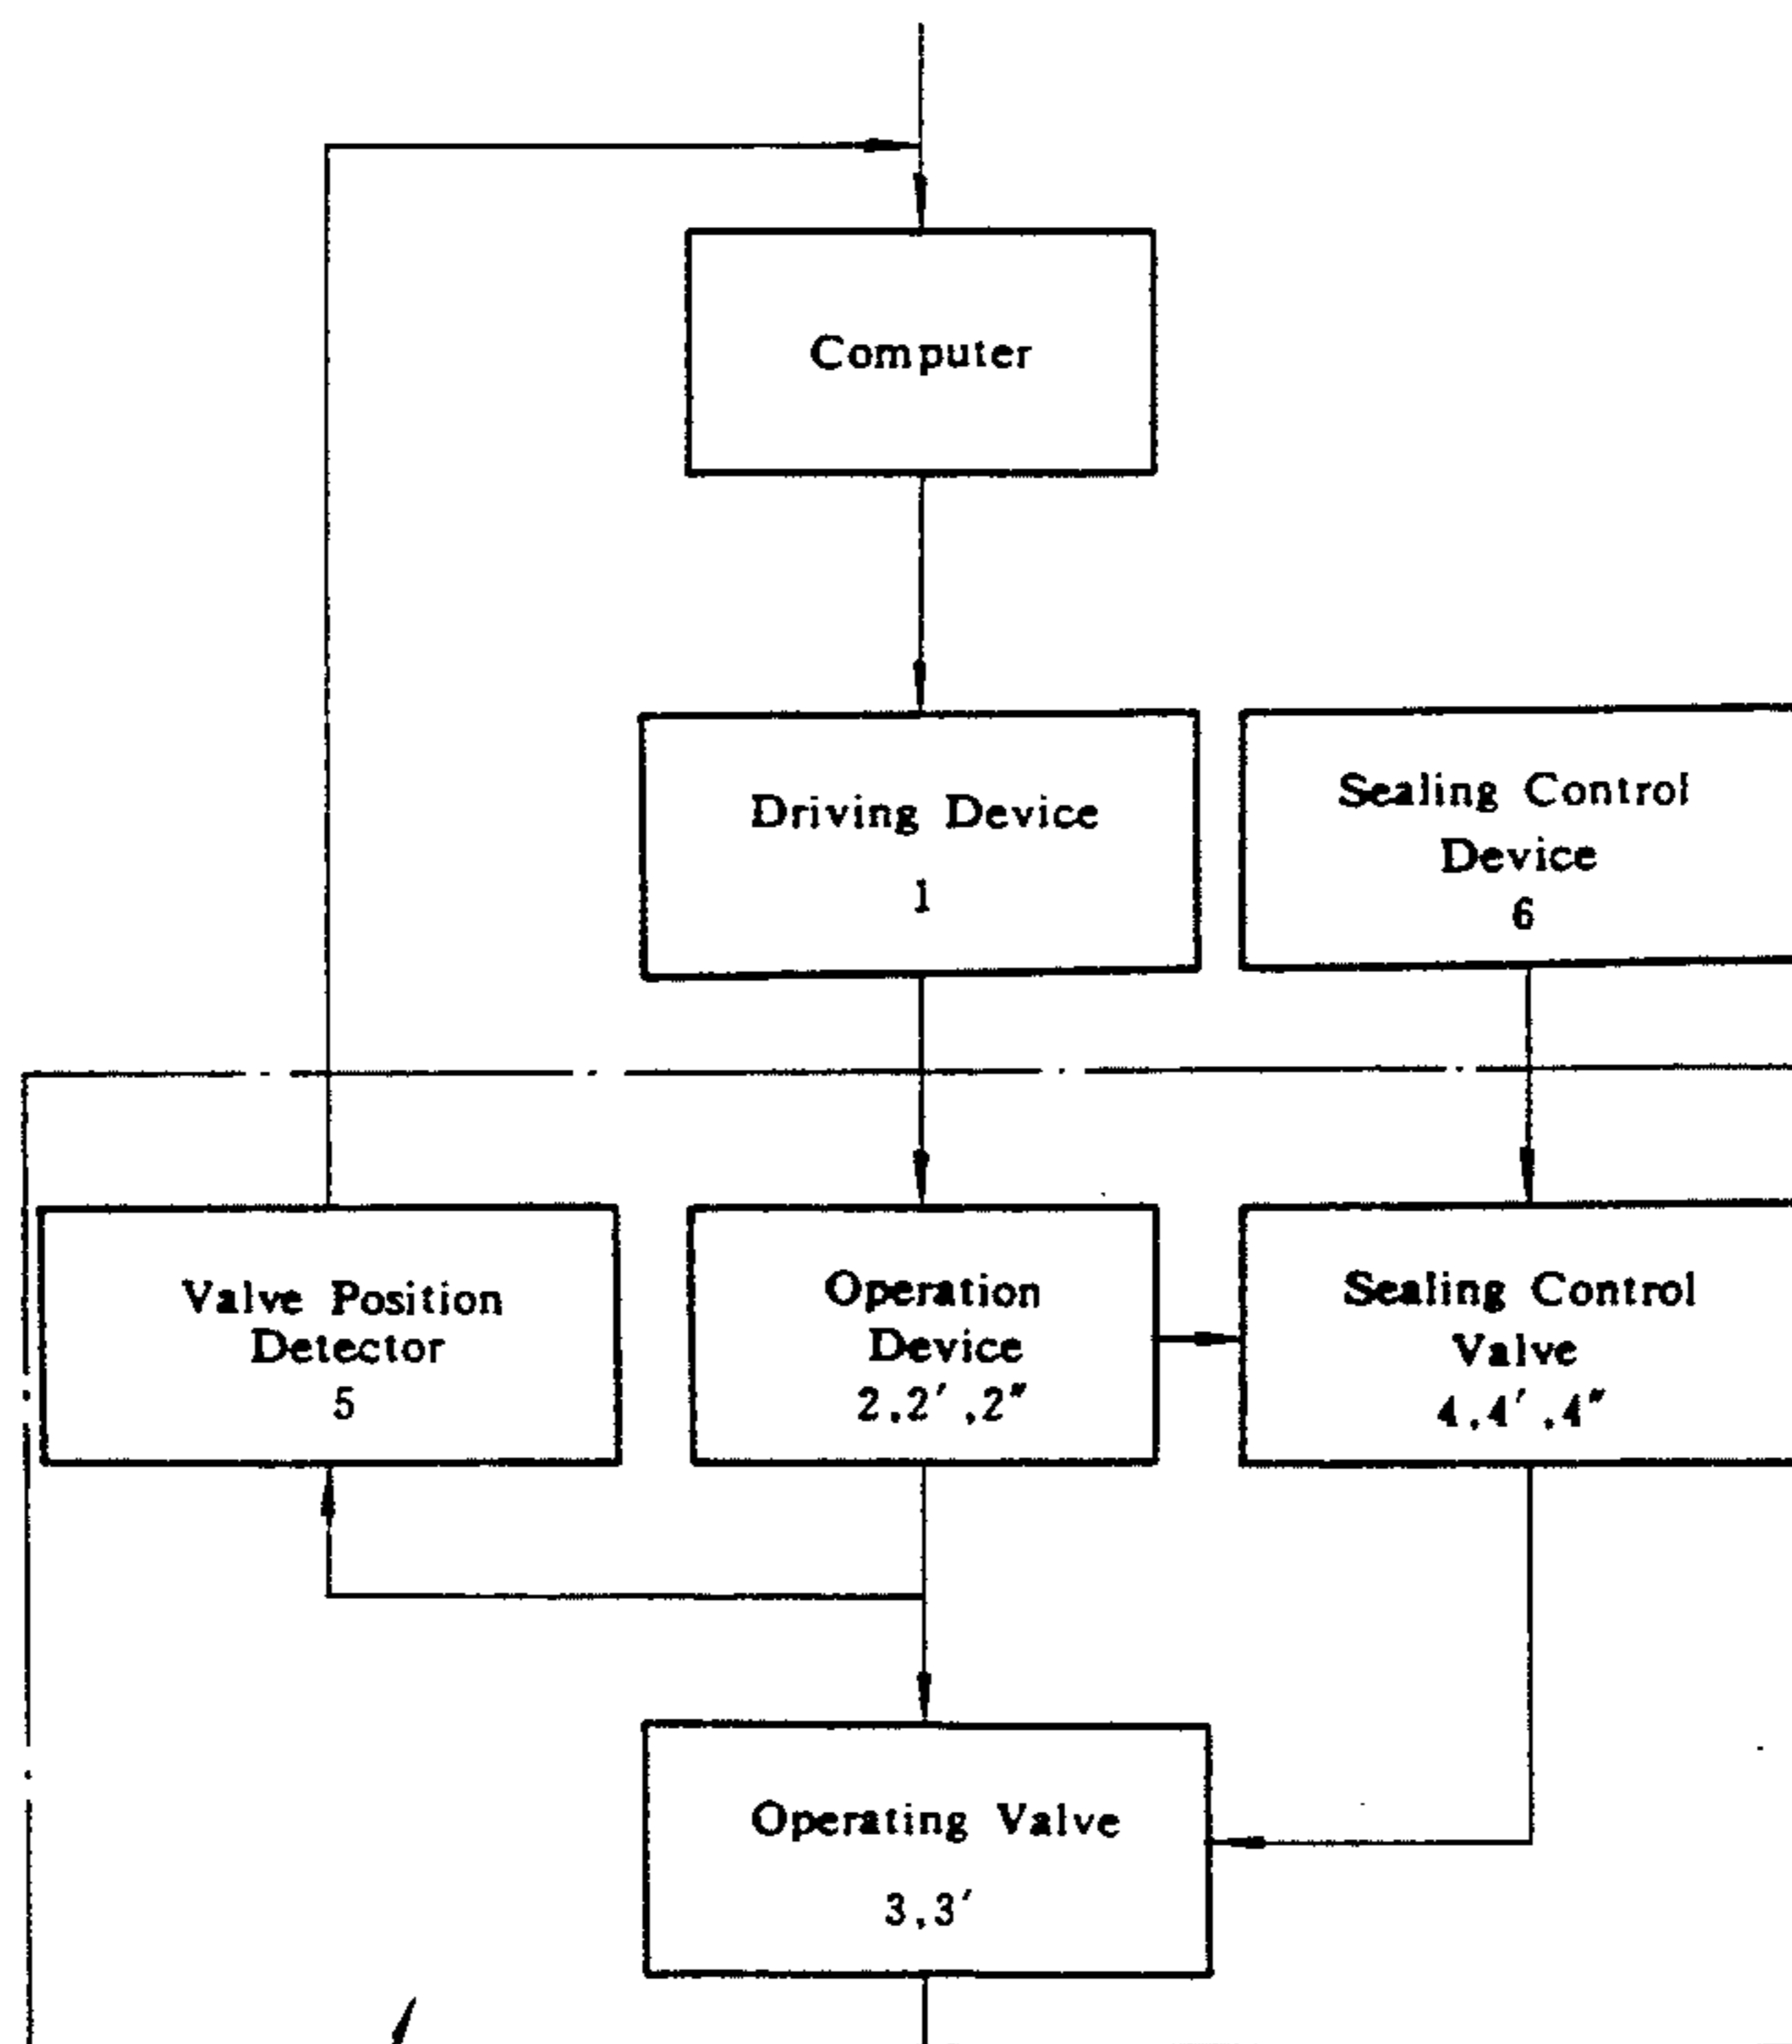 Computer
Driving Device
1
Sealing Control
Device
6
Valve Position
Detector
5
Operation
Device
2,2′,2″
Sealing Control
Valve
4,4′,4″
Operating Valve
3,3′